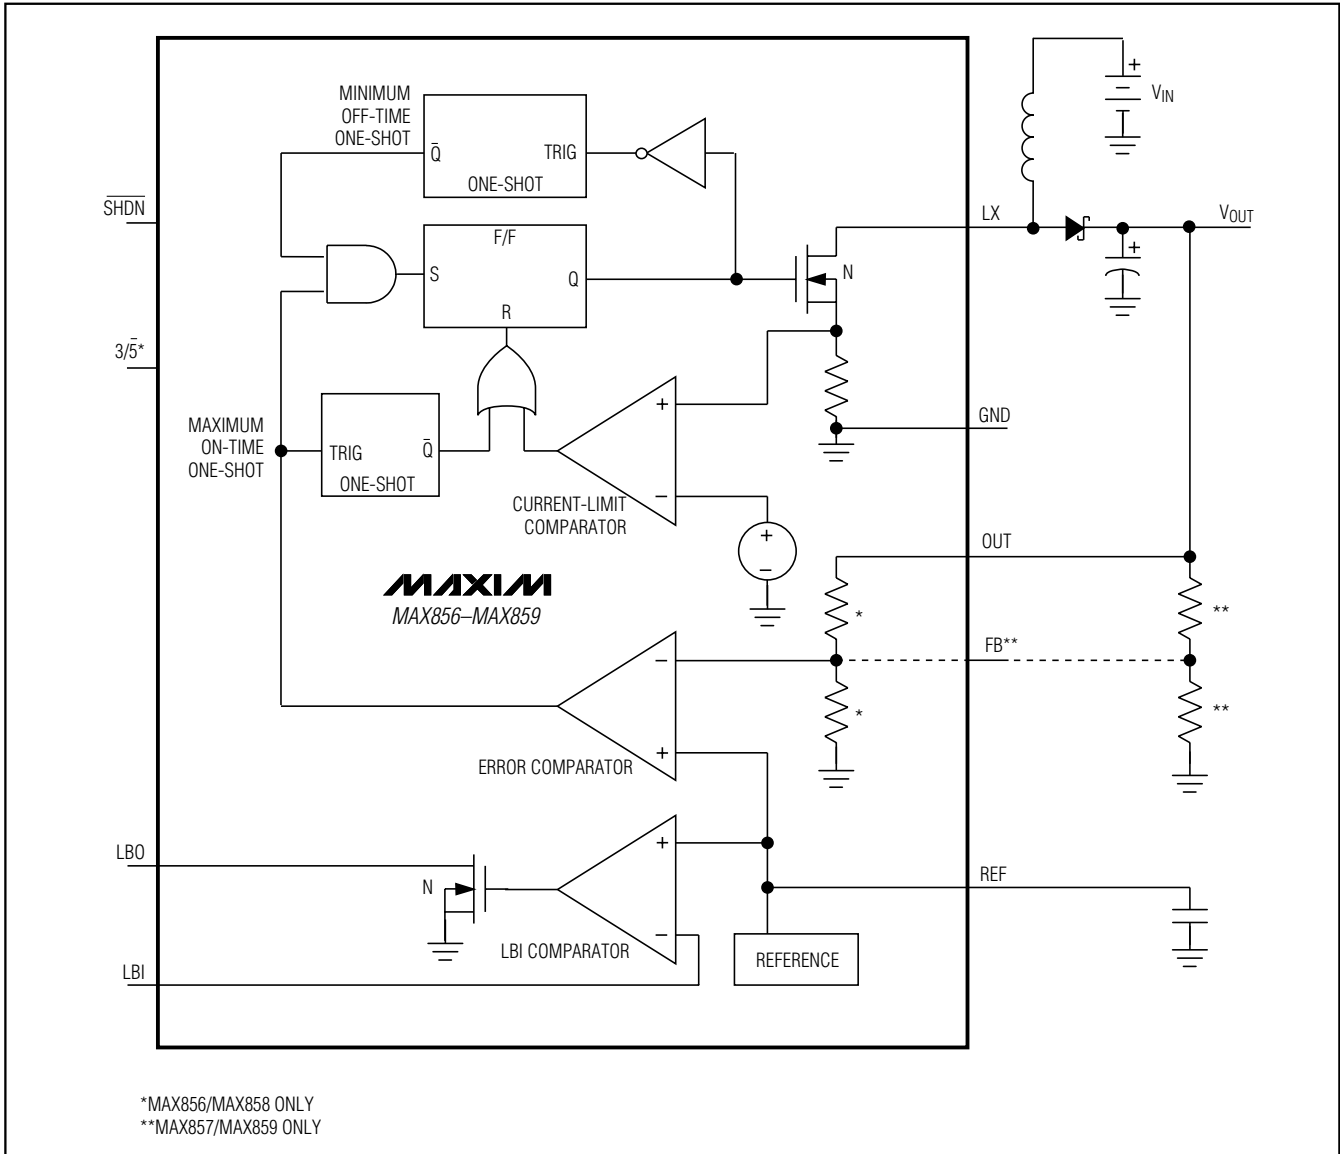 MINIMUM
OFF-TIME
ONE-SHOT
Q̅
TRIG
ONE-SHOT
+
V_IN
S̅H̅D̅N̅
LX
V_OUT
F/F
S
Q
R
N
+
3/5̅*
+
GND
MAXIMUM
ON-TIME
ONE-SHOT
TRIG
Q̅
ONE-SHOT
−
CURRENT-LIMIT
COMPARATOR
+
−
OUT
MAXIM
MAX856–MAX859
*
**
−
FB**
*
**
+
ERROR COMPARATOR
LBO
+
N
REF
−
LBI COMPARATOR
REFERENCE
LBI
*MAX856/MAX858 ONLY
**MAX857/MAX859 ONLY